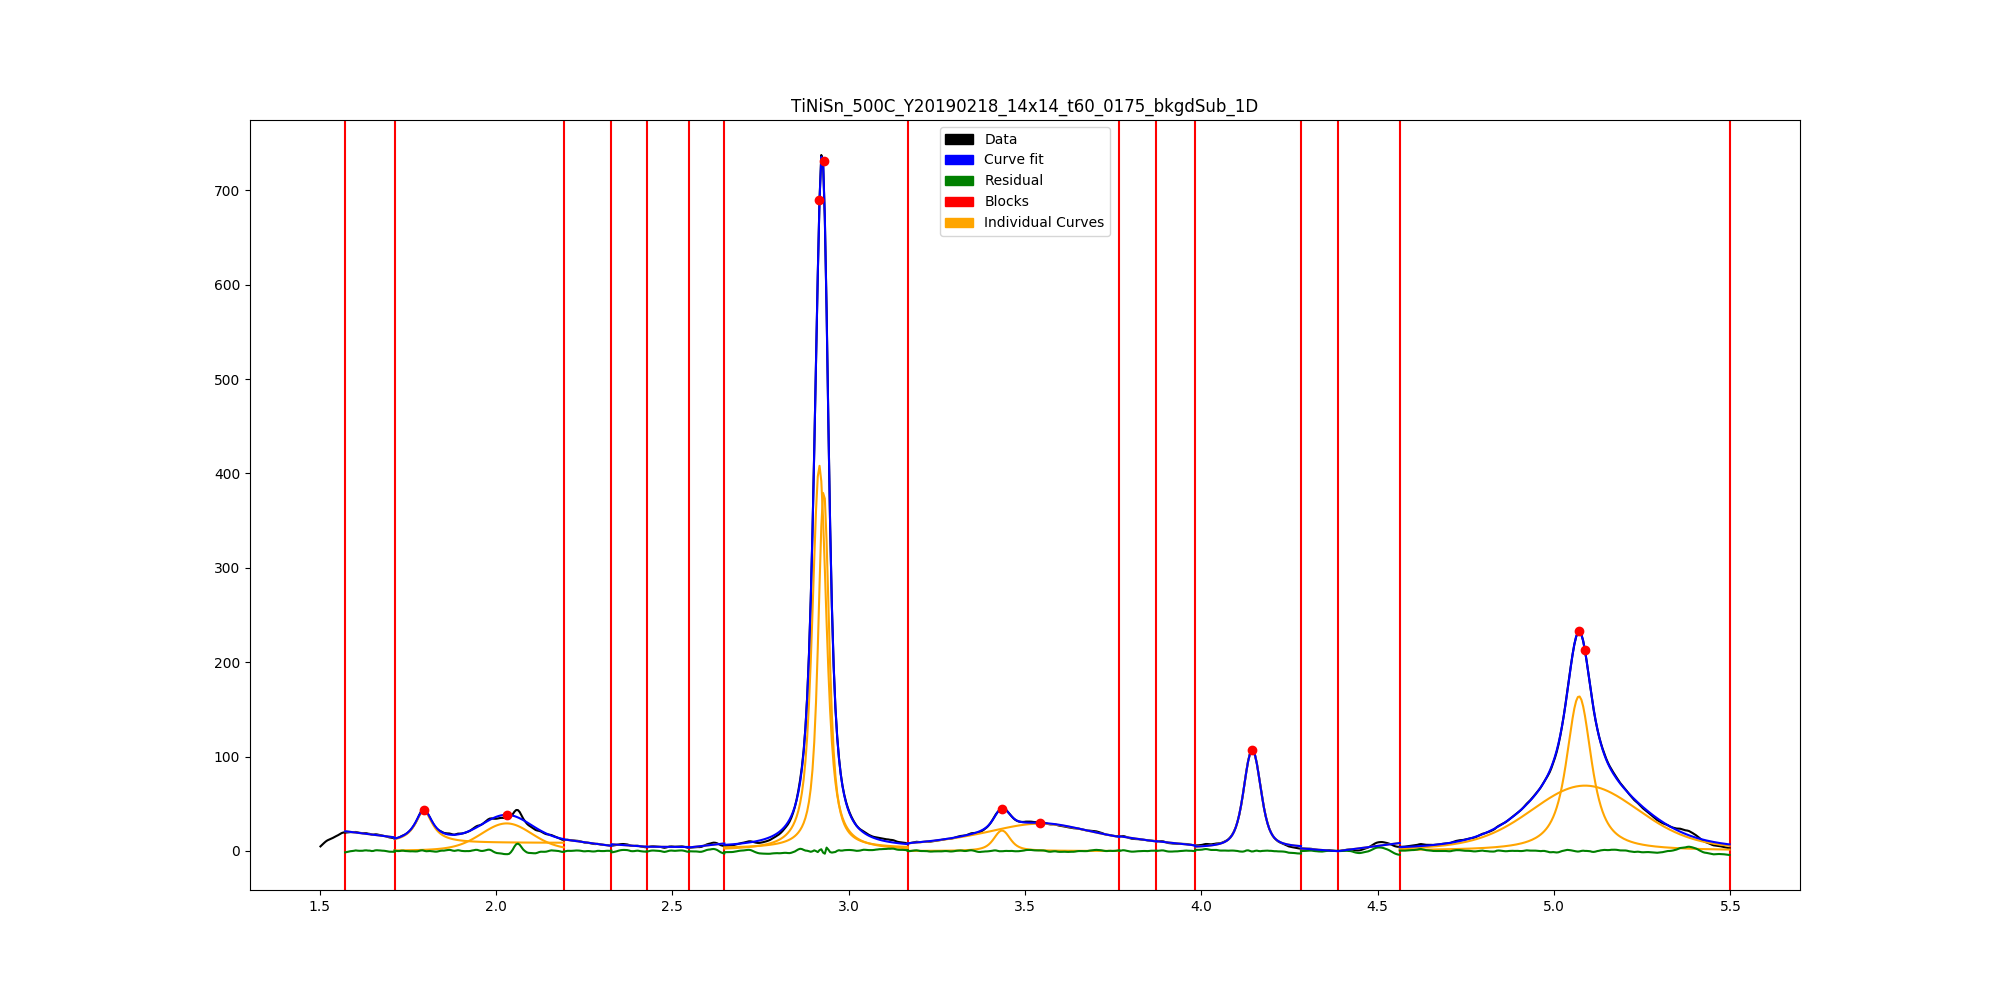 TiNiSn_500C_Y20190218_14x14_t60_0175_bkgdSub_1D
Data
Curve fit
Residual
Blocks
Individual Curves
700
600
500
400
300
200
100
0
1.5 2.0 2.5 3.0 3.5 4.0 4.5 5.0 5.5